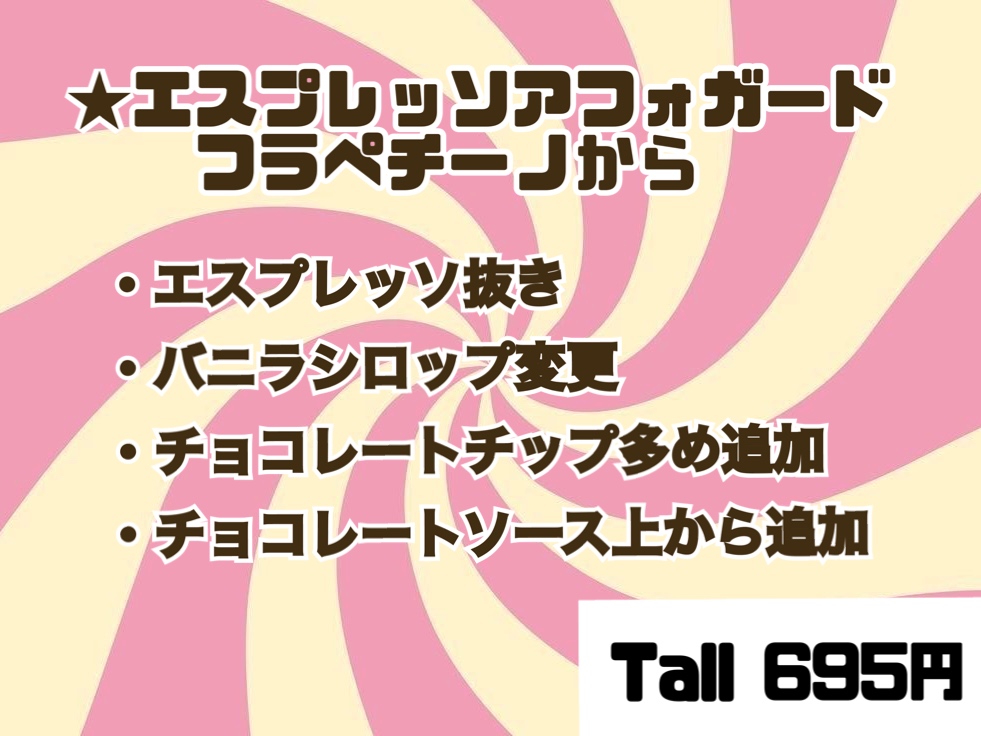 ★エスプレッソアフォガード
フラペチーノから
・エスプレッソ抜き
・バニラシロップ変更
・チョコレートチップ多め追加
・チョコレートソース上から追加
Tall 695円